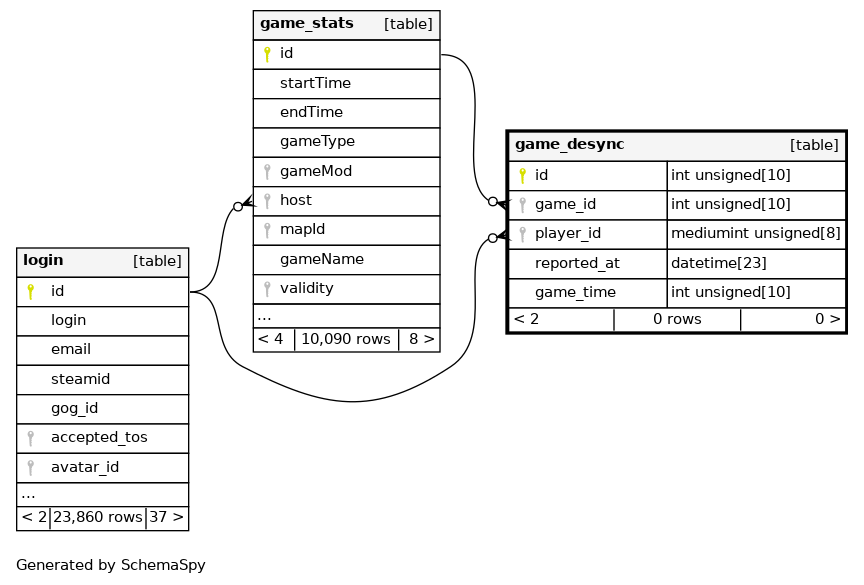 game_stats [table]
id
startTime
endTime
gameType
gameMod
host
mapId
gameName
validity
...
< 4 10,090 rows 8 >
game_desync [table]
id int unsigned[10]
game_id int unsigned[10]
player_id mediumint unsigned[8]
reported_at datetime[23]
game_time int unsigned[10]
< 2 0 rows 0 >
login [table]
id
login
email
steamid
gog_id
accepted_tos
avatar_id
...
< 2 23,860 rows 37 >
Generated by SchemaSpy